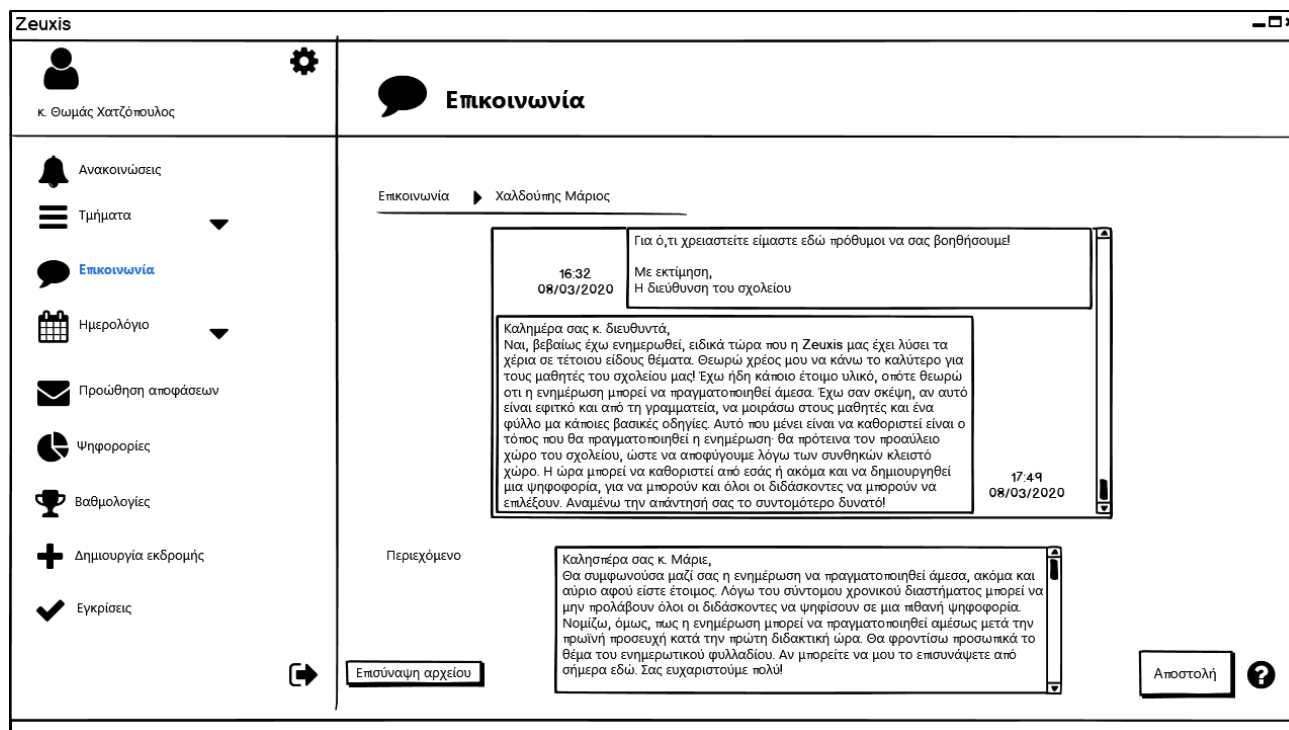 Zeuxis
κ. Θωμάς Χατζόπουλος
Επικοινωνία
Ανακοινώσεις
Τμήματα
Επικοινωνία
Ημερολόγιο
Προώθηση αποφάσεων
Ψηφορορίες
Βαθμολογίες
Δημιουργία εκδρομής
Εγκρίσεις
Επικοινωνία Χαλδούπης Μάριος
Για ό,τι χρειαστείτε είμαστε εδώ πρόθυμοι να σας βοηθήσουμε!
Με εκτίμηση,
Η διεύθυνση του σχολείου
16:32
08/03/2020
Καλημέρα σας κ. διευθυντά,
Ναι, βεβαίως έχω ενημερωθεί, ειδικά τώρα που η Zeuxis μας έχει λύσει τα
χέρια σε τέτοιου είδους θέματα. Θεωρώ χρέος μου να κάνω το καλύτερο για
τους μαθητές του σχολείου μας! Έχω ήδη κάποιο έτοιμο υλικό, οπότε θεωρώ
οτι η ενημέρωση μπορεί να πραγματοποιηθεί άμεσα. Έχω σαν σκέψη, αν αυτό
είναι εφιτκό και από τη γραμματεία, να μοιράσω στους μαθητές και ένα
φύλλο μα κάποιες βασικές οδηγίες. Αυτό που μένει είναι να καθοριστεί είναι ο
τόπος που θα πραγματοποιηθεί η ενημέρωση· θα πρότεινα τον προαύλειο
χώρο του σχολείου, ώστε να αποφύγουμε λόγω των συνθηκών κλειστό
χώρο. Η ώρα μπορεί να καθοριστεί από εσάς ή ακόμα και να δημιουργηθεί
μια ψηφοφορία, για να μπορούν και όλοι οι διδάσκοντες να μπορούν να
επιλέξουν. Αναμένω την απάντησή σας το συντομότερο δυνατό!
17:49
08/03/2020
Περιεχόμενο
Καλησπέρα σας κ. Μάριε,
Θα συμφωνούσα μαζί σας η ενημέρωση να πραγματοποιηθεί άμεσα, ακόμα και
αύριο αφού είστε έτοιμος. Λόγω του σύντομου χρονικού διαστήματος μπορεί να
μην προλάβουν όλοι οι διδάσκοντες να ψηφίσουν σε μια πιθανή ψηφοφορία.
Νομίζω, όμως, πως η ενημέρωση μπορεί να πραγματοποιηθεί αμέσως μετά την
πρωϊνή προσευχή κατά την πρώτη διδακτική ώρα. Θα φροντίσω προσωπικά το
θέμα του ενημερωτικού φυλλαδίου. Αν μπορείτε να μου το επισυνάψετε από
σήμερα εδώ. Σας ευχαριστούμε πολύ!
Επισύναψη αρχείου
Αποστολή